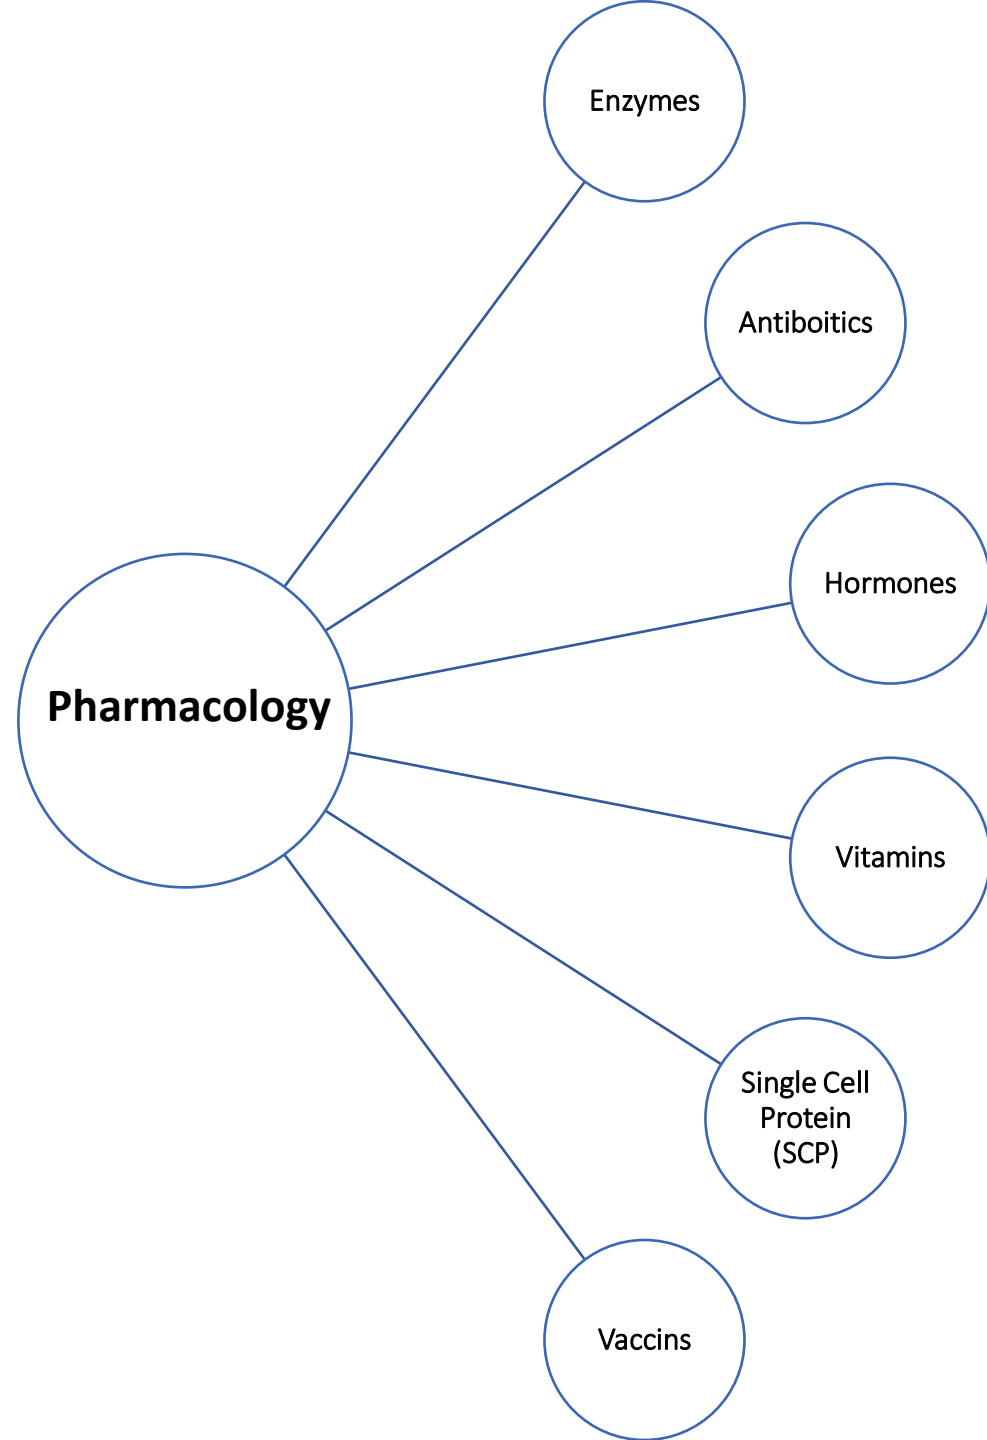 Enzymes
Antiboitics
Hormones
Pharmacology
Vitamins
Single Cell
Protein
(SCP)
Vaccins